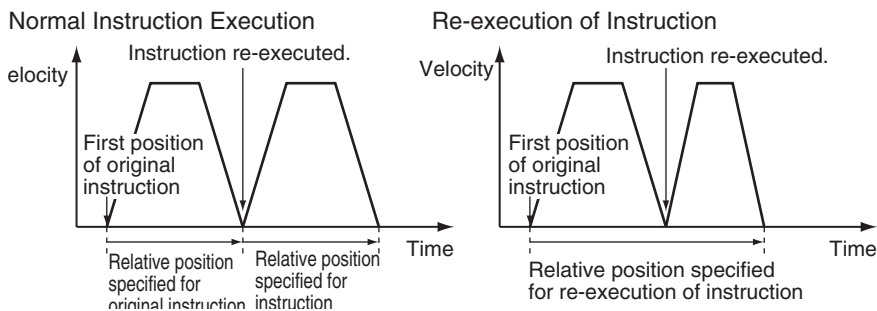 Normal Instruction Execution
Instruction re-executed.
elocity
First position
of original
instruction
Time
Relative position
specified for
original instruction
Relative position
specified for
instruction
Re-execution of Instruction
Instruction re-executed.
Velocity
First position
of original
instruction
Time
Relative position specified
for re-execution of instruction